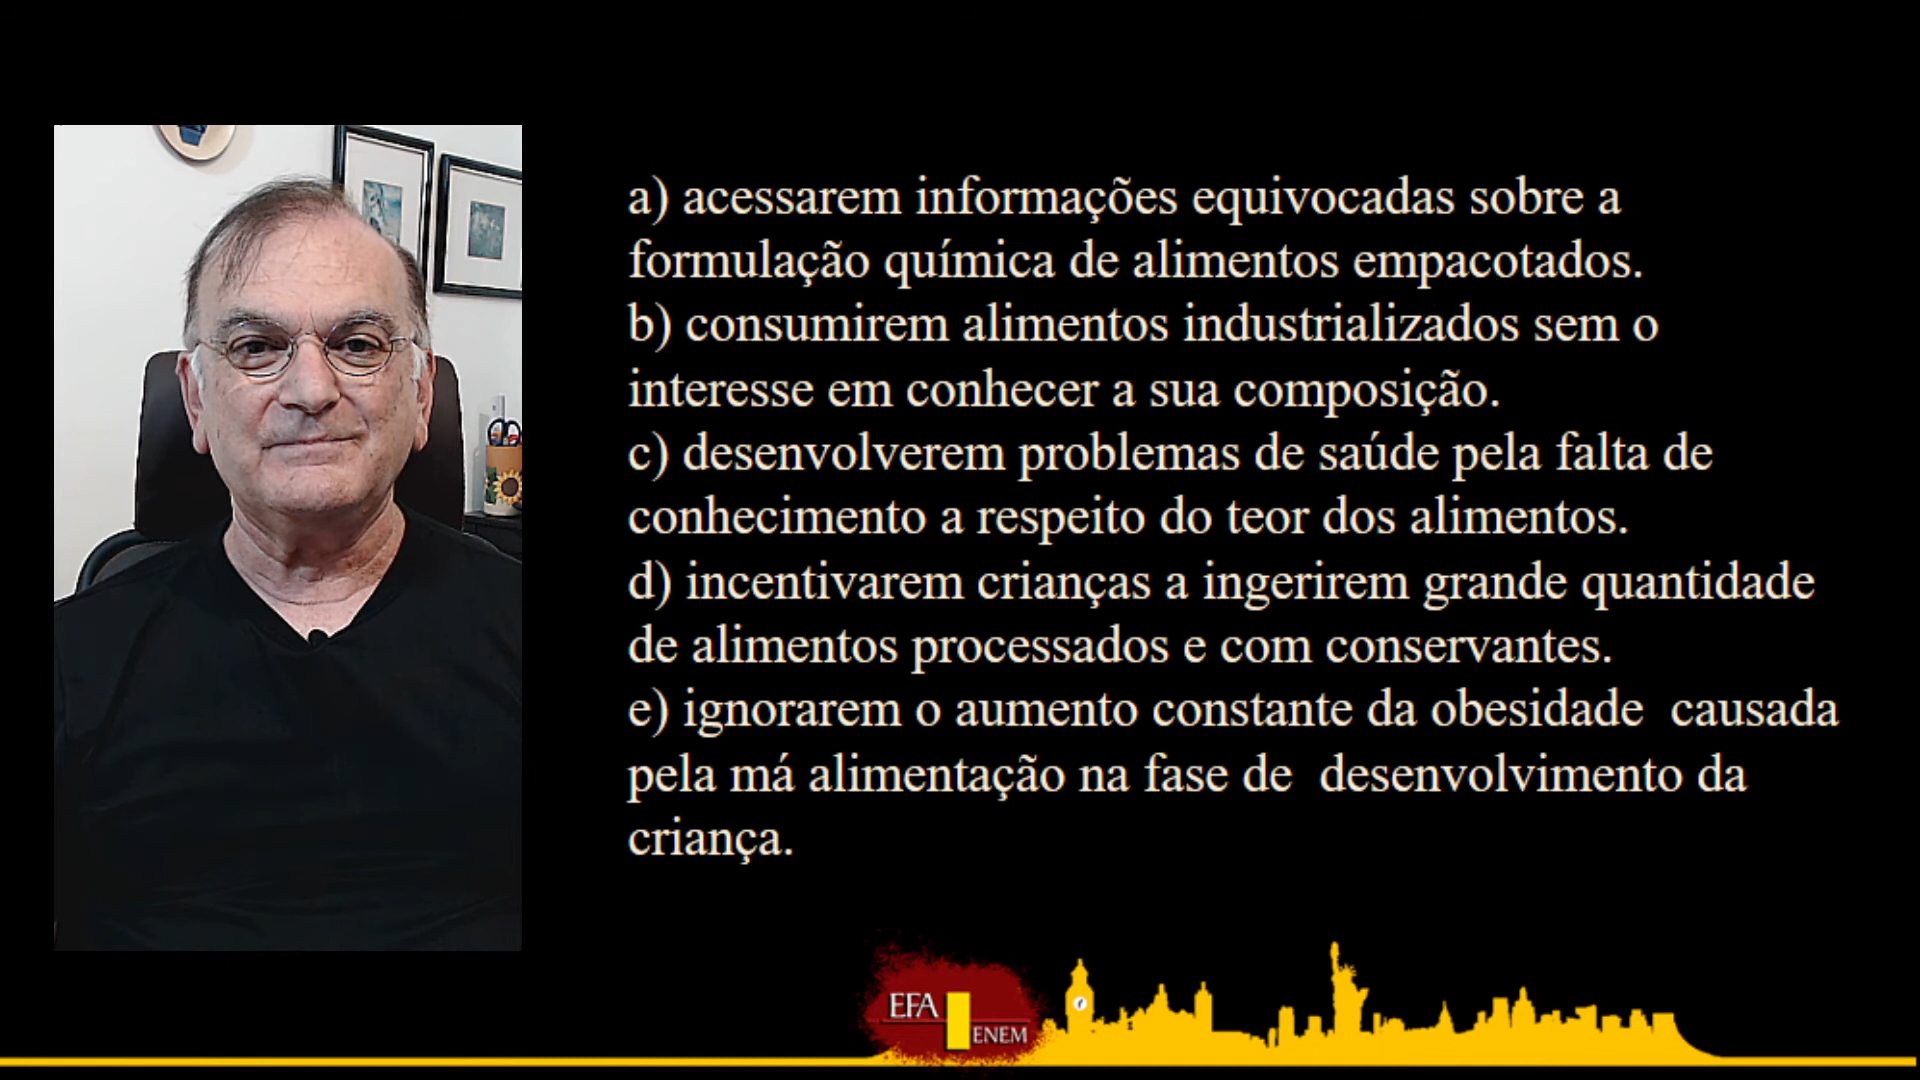 a) acessarem informações equivocadas sobre a
formulação química de alimentos empacotados.
b) consumirem alimentos industrializados sem o
interesse em conhecer a sua composição.
c) desenvolverem problemas de saúde pela falta de
conhecimento a respeito do teor dos alimentos.
d) incentivarem crianças a ingerirem grande quantidade
de alimentos processados e com conservantes.
e) ignorarem o aumento constante da obesidade causada
pela má alimentação na fase de desenvolvimento da
criança.
EFA
ENEM